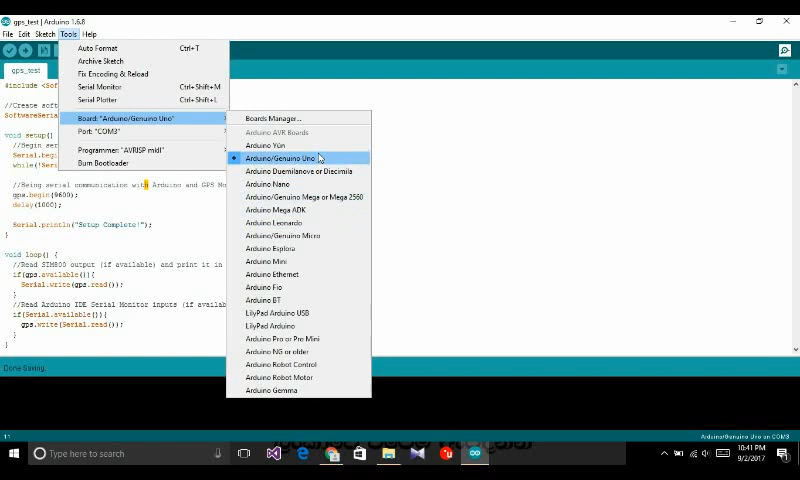 gps_test | Arduino 1.6.8
File Edit Sketch Tools Help
Auto Format Ctrl+T
Archive Sketch
Fix Encoding & Reload
Serial Monitor Ctrl+Shift+M
Serial Plotter Ctrl+Shift+L
Board: "Arduino/Genuino Uno"
Port: "COM3"
Programmer: "AVRISP mkII"
Burn Bootloader
Boards Manager...
Arduino AVR Boards
Arduino Yún
Arduino/Genuino Uno
Arduino Duemilanove or Diecimila
Arduino Nano
Arduino/Genuino Mega or Mega 2560
Arduino Mega ADK
Arduino Leonardo
Arduino/Genuino Micro
Arduino Esplora
Arduino Mini
Arduino Ethernet
Arduino Fio
Arduino BT
LilyPad Arduino USB
LilyPad Arduino
Arduino Pro or Pro Mini
Arduino NG or older
Arduino Robot Control
Arduino Robot Motor
Arduino Gemma
gps_test
#include <Sof
//Create soft
SoftwareSeria
void setup()
//Begin ser
Serial.begi
while(!Seri
//Being serial communication with Arduino and GPS Mo
gps.begin(9600);
delay(1000);
Serial.println("Setup Complete!");
}
void loop() {
//Read SIM800 output (if available) and print it in
if(gps.available()){
Serial.write(gps.read());
}
//Read Arduino IDE Serial Monitor inputs (if availab
if(Serial.available()){
gps.write(Serial.read());
}
}
Done Saving.
11
Arduino/Genuino Uno on COM3
Type here to search
10:41 PM
9/2/2017